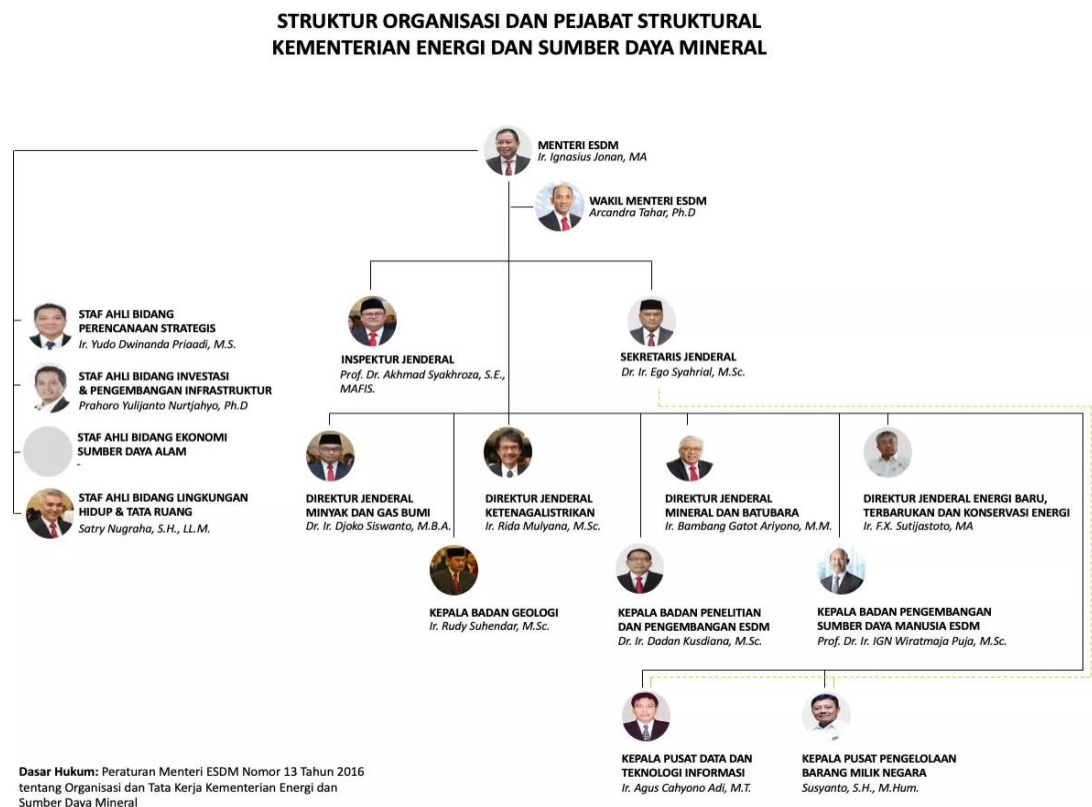 STRUKTUR ORGANISASI DAN PEJABAT STRUKTURAL
KEMENTERIAN ENERGI DAN SUMBER DAYA MINERAL
MENTERI ESDM
Ir. Ignasius Jonan, MA
WAKIL MENTERI ESDM
Arcandra Tahar, Ph.D
STAF AHLI BIDANG
PERENCANAAN STRATEGIS
Ir. Yudo Dwinanda Priaadi, M.S.
STAF AHLI BIDANG INVESTASI
& PENGEMBANGAN INFRASTRUKTUR
Prahoro Yulijanto Nurtjahyo, Ph.D
STAF AHLI BIDANG EKONOMI
SUMBER DAYA ALAM
-
STAF AHLI BIDANG LINGKUNGAN
HIDUP & TATA RUANG
Satry Nugraha, S.H., LL.M.
INSPEKTUR JENDERAL
Prof. Dr. Akhmad Syakhroza, S.E.,
MAFIS.
SEKRETARIS JENDERAL
Dr. Ir. Ego Syahrial, M.Sc.
DIREKTUR JENDERAL
MINYAK DAN GAS BUMI
Dr. Ir. Djoko Siswanto, M.B.A.
DIREKTUR JENDERAL
KETENAGALISTRIKAN
Ir. Rida Mulyana, M.Sc.
DIREKTUR JENDERAL
MINERAL DAN BATUBARA
Ir. Bambang Gatot Ariyono, M.M.
DIREKTUR JENDERAL ENERGI BARU,
TERBARUKAN DAN KONSERVASI ENERGI
Ir. F.X. Sutijastoto, MA
KEPALA BADAN GEOLOGI
Ir. Rudy Suhendar, M.Sc.
KEPALA BADAN PENELITIAN
DAN PENGEMBANGAN ESDM
Dr. Ir. Dadan Kusdiana, M.Sc.
KEPALA BADAN PENGEMBANGAN
SUMBER DAYA MANUSIA ESDM
Prof. Dr. Ir. IGN Wiratmaja Puja, M.Sc.
KEPALA PUSAT DATA DAN
TEKNOLOGI INFORMASI
Ir. Agus Cahyono Adi, M.T.
KEPALA PUSAT PENGELOLAAN
BARANG MILIK NEGARA
Susyanto, S.H., M.Hum.
Dasar Hukum: Peraturan Menteri ESDM Nomor 13 Tahun 2016
tentang Organisasi dan Tata Kerja Kementerian Energi dan
Sumber Daya Mineral